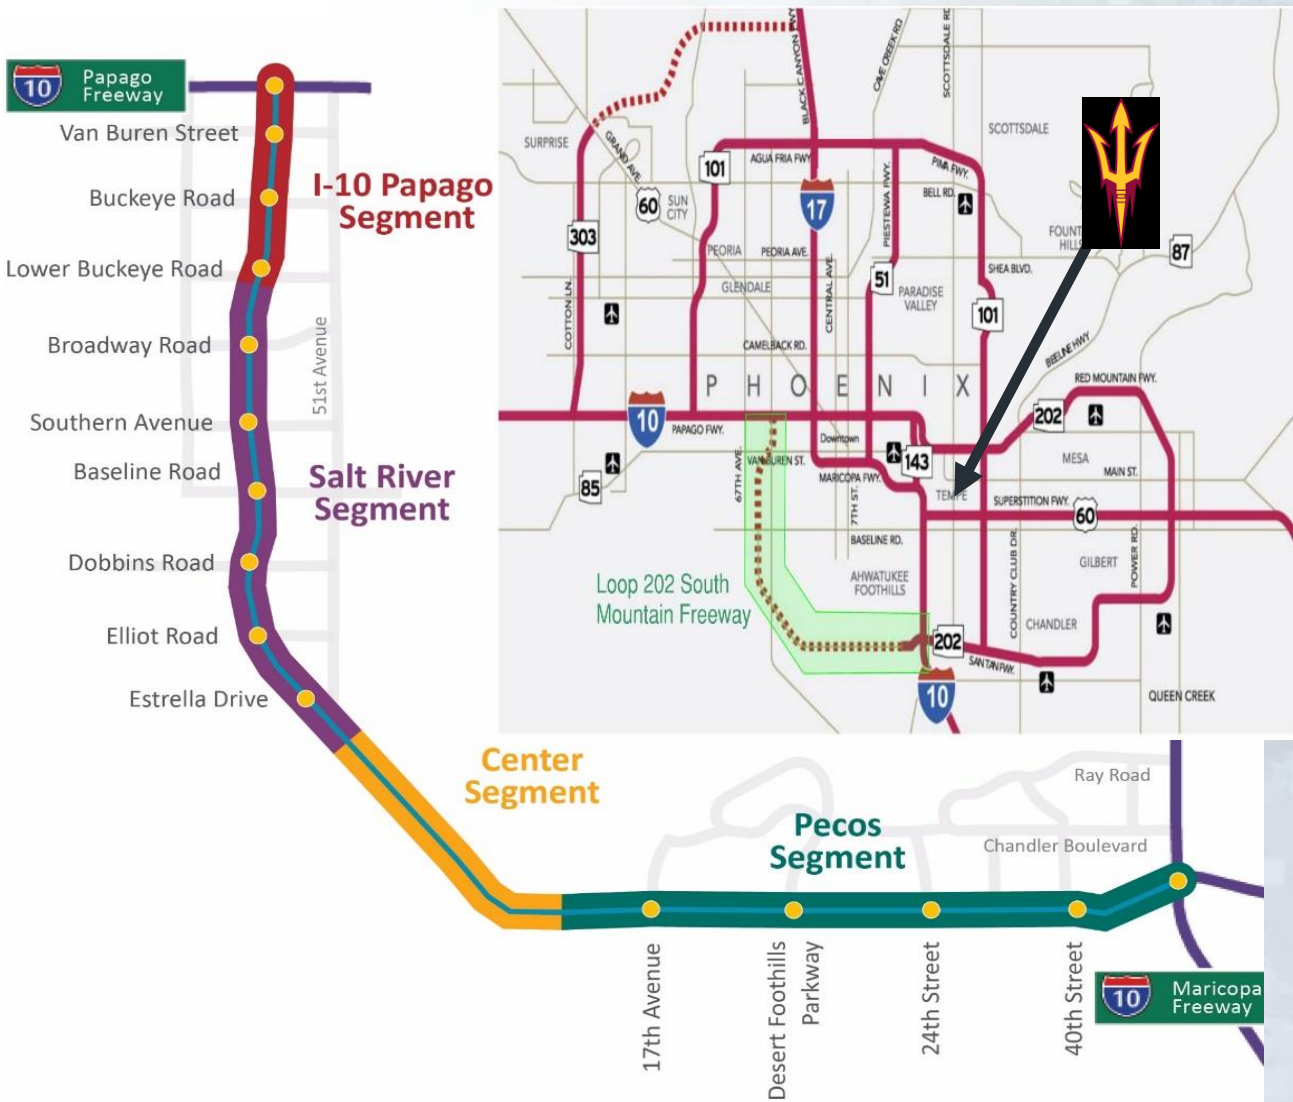 10
Papago
Freeway
Van Buren Street
Buckeye Road
Lower Buckeye Road
Broadway Road
Southern Avenue
Baseline Road
Dobbins Road
Elliot Road
Estrella Drive
51st Avenue
I-10 Papago
Segment
Salt River
Segment
Center
Segment
Pecos
Segment
17th Avenue
Desert Foothills
Parkway
24th Street
40th Street
Ray Road
Chandler Boulevard
10
Maricopa
Freeway
BLACK CANYON FWY
CAVE CREEK RD
SCOTTSDALE RD
SURPRISE
GRAND AVE.
60
SUN
CITY
101
AGUA FRIA FWY
17
PIMA FWY.
BELL RD.
SCOTTSDALE
303
COTTON LN.
PEORIA
PEORIA AVE.
GLENDALE
CENTRAL AVE.
PIESTEWA FWY.
51
PARADISE
VALLEY
SHEA BLVD.
101
FOUNT
HILLS
87
CAMELBACK RD.
BEELINE HWY
PHOENIX
RED MOUNTAIN FWY.
10
PAPAGO FWY.
Downtown
202
67TH AVE.
VAN BUREN ST.
MARICOPA FWY.
143
MESA
MAIN ST.
85
7TH ST.
TEMPE
SUPERSTITION FWY.
60
BASELINE RD.
Loop 202 South
Mountain Freeway
AHWATUKEE
FOOTHILLS
COUNTRY CLUB DR.
GILBERT
POWER RD.
CHANDLER
202
SANTAN FWY.
10
QUEEN CREEK